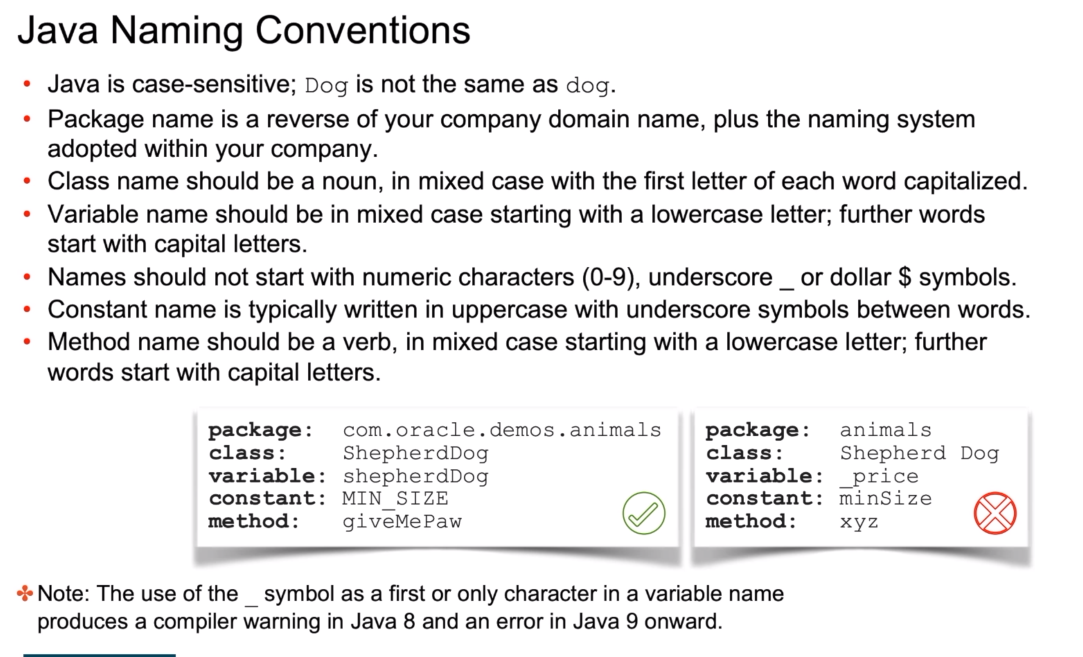 Java Naming Conventions
• Java is case-sensitive; Dog is not the same as dog.
• Package name is a reverse of your company domain name, plus the naming system
adopted within your company.
• Class name should be a noun, in mixed case with the first letter of each word capitalized.
• Variable name should be in mixed case starting with a lowercase letter; further words
start with capital letters.
• Names should not start with numeric characters (0-9), underscore _ or dollar $ symbols.
• Constant name is typically written in uppercase with underscore symbols between words.
• Method name should be a verb, in mixed case starting with a lowercase letter; further
words start with capital letters.
package: com.oracle.demos.animals
class: ShepherdDog
variable: shepherdDog
constant: MIN_SIZE
method: giveMePaw
package: animals
class: Shepherd Dog
variable: _price
constant: minSize
method: xyz
✤ Note: The use of the _ symbol as a first or only character in a variable name
produces a compiler warning in Java 8 and an error in Java 9 onward.